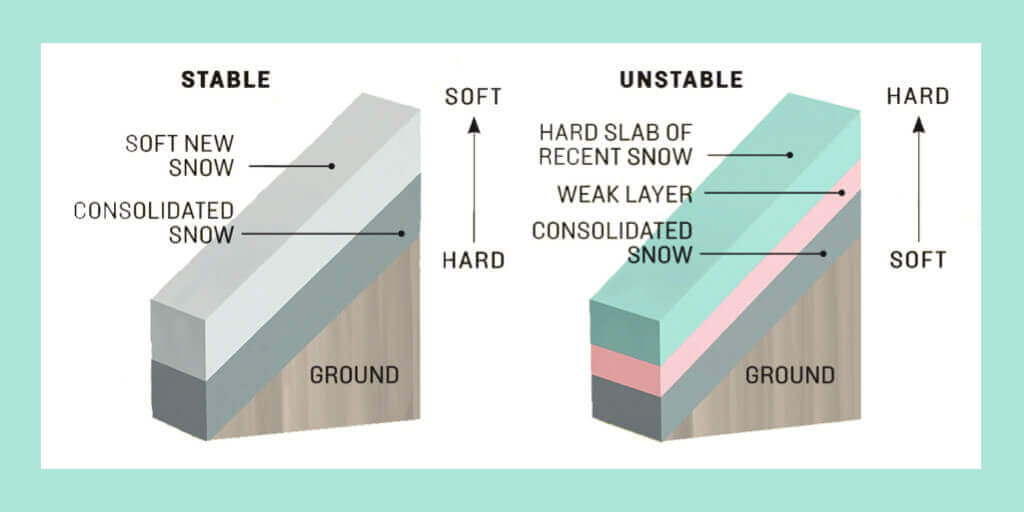 STABLE
SOFT
SOFT NEW
SNOW
CONSOLIDATED
SNOW
HARD
GROUND
UNSTABLE
HARD
HARD SLAB OF
RECENT SNOW
WEAK LAYER
CONSOLIDATED
SNOW
SOFT
GROUND